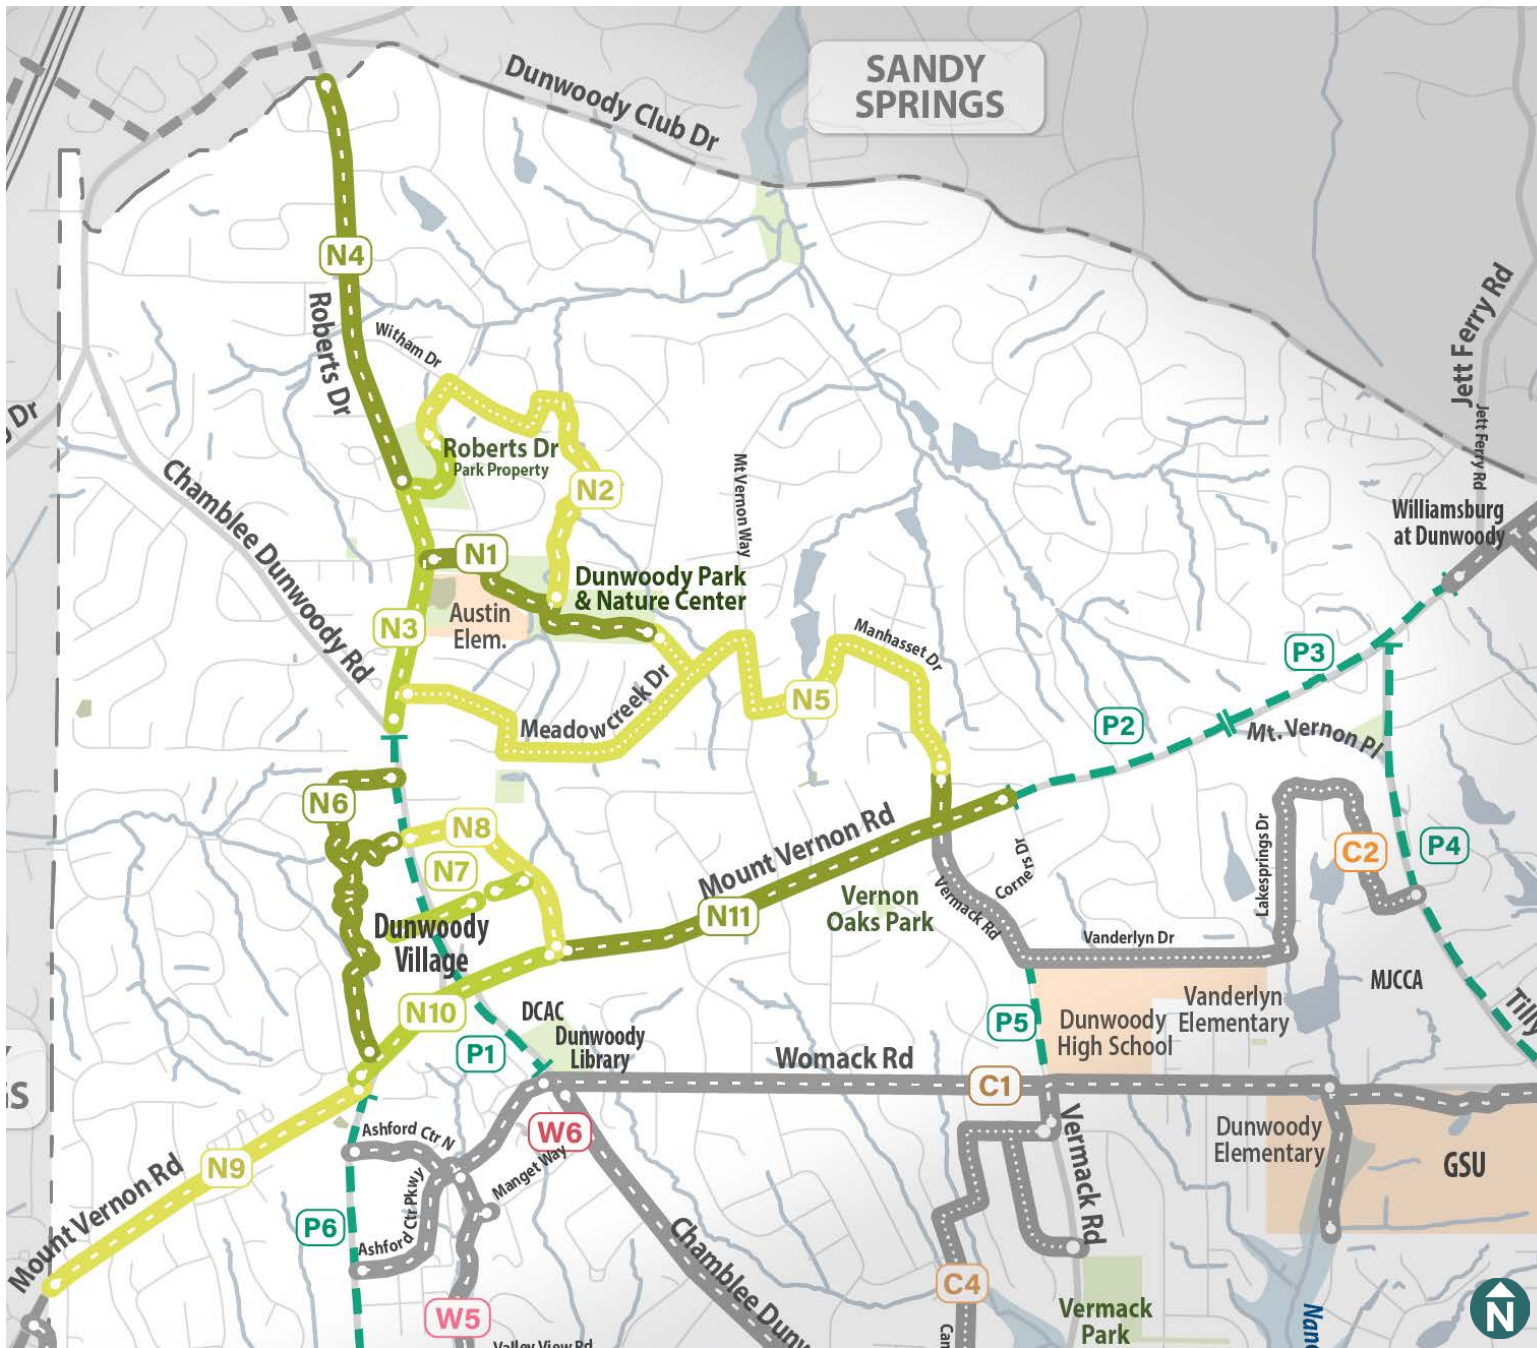 SANDY
SPRINGS
Dunwoody Club Dr
N4
Roberts Dr
Witham Dr
Jett Ferry Rd
Jett Ferry Rd
Dr
Roberts Dr
Park Property
N2
Mt Vernon Way
Chamblee Dunwoody Rd
Williamsburg
at Dunwoody
N1
Dunwoody Park
& Nature Center
Austin
Elem.
N3
Manhasset Dr
P3
Meadowcreek Dr
N5
P2
Mt. Vernon Pl
N6
N8
N7
Mount Vernon Rd
Corners Dr
Lakesprings Dr
C2
P4
Vernon
Oaks Park
N11
Vermack Rd
Dunwoody
Village
Vanderlyn Dr
MJCCA
N10
DCAC
Dunwoody
Library
P1
P5
Dunwoody
High School
Vanderlyn
Elementary
Tilly
GS
Womack Rd
C1
W6
Ashford Ctr N
Manget Way
Vermack Rd
Dunwoody
Elementary
GSU
N9
Mount Vernon Rd
Ashford Ctr Pkwy
P6
Chamblee Dunw
C4
W5
Vermack
Park
Nanc
N
Valley View Rd
Can